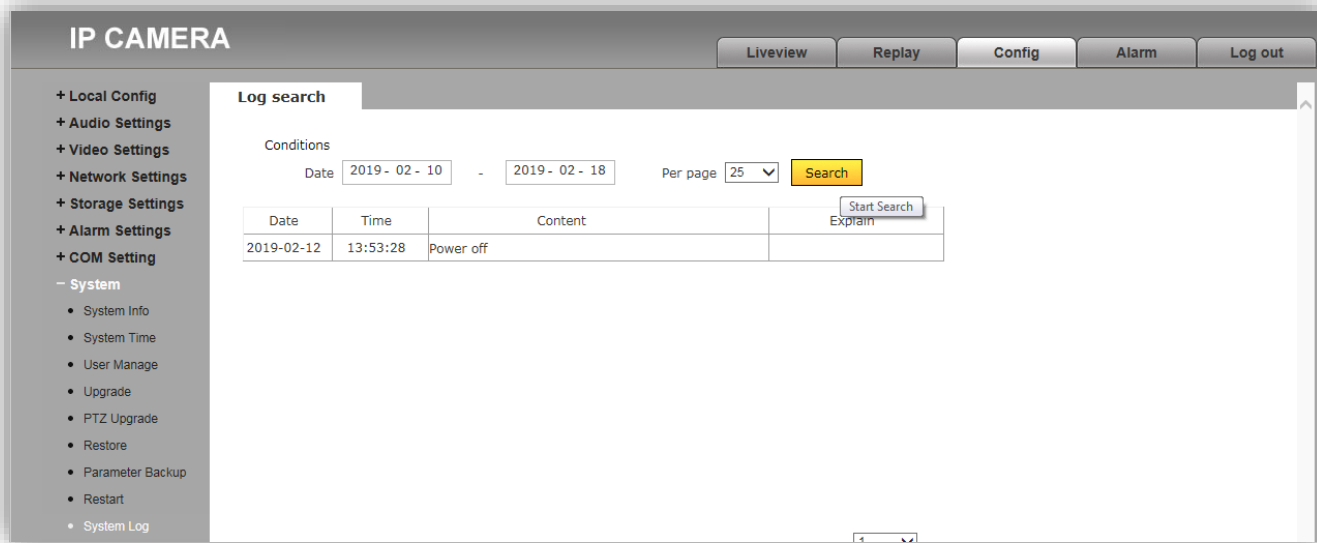 IP CAMERA
Liveview Replay Config Alarm Log out
+ Local Config
+ Audio Settings
+ Video Settings
+ Network Settings
+ Storage Settings
+ Alarm Settings
+ COM Setting
− System
• System Info
• System Time
• User Manage
• Upgrade
• PTZ Upgrade
• Restore
• Parameter Backup
• Restart
• System Log
Log search
Conditions
Date 2019 - 02 - 10 - 2019 - 02 - 18 Per page 25 Search
Start Search
Date Time Content Explain
2019-02-12 13:53:28 Power off
1